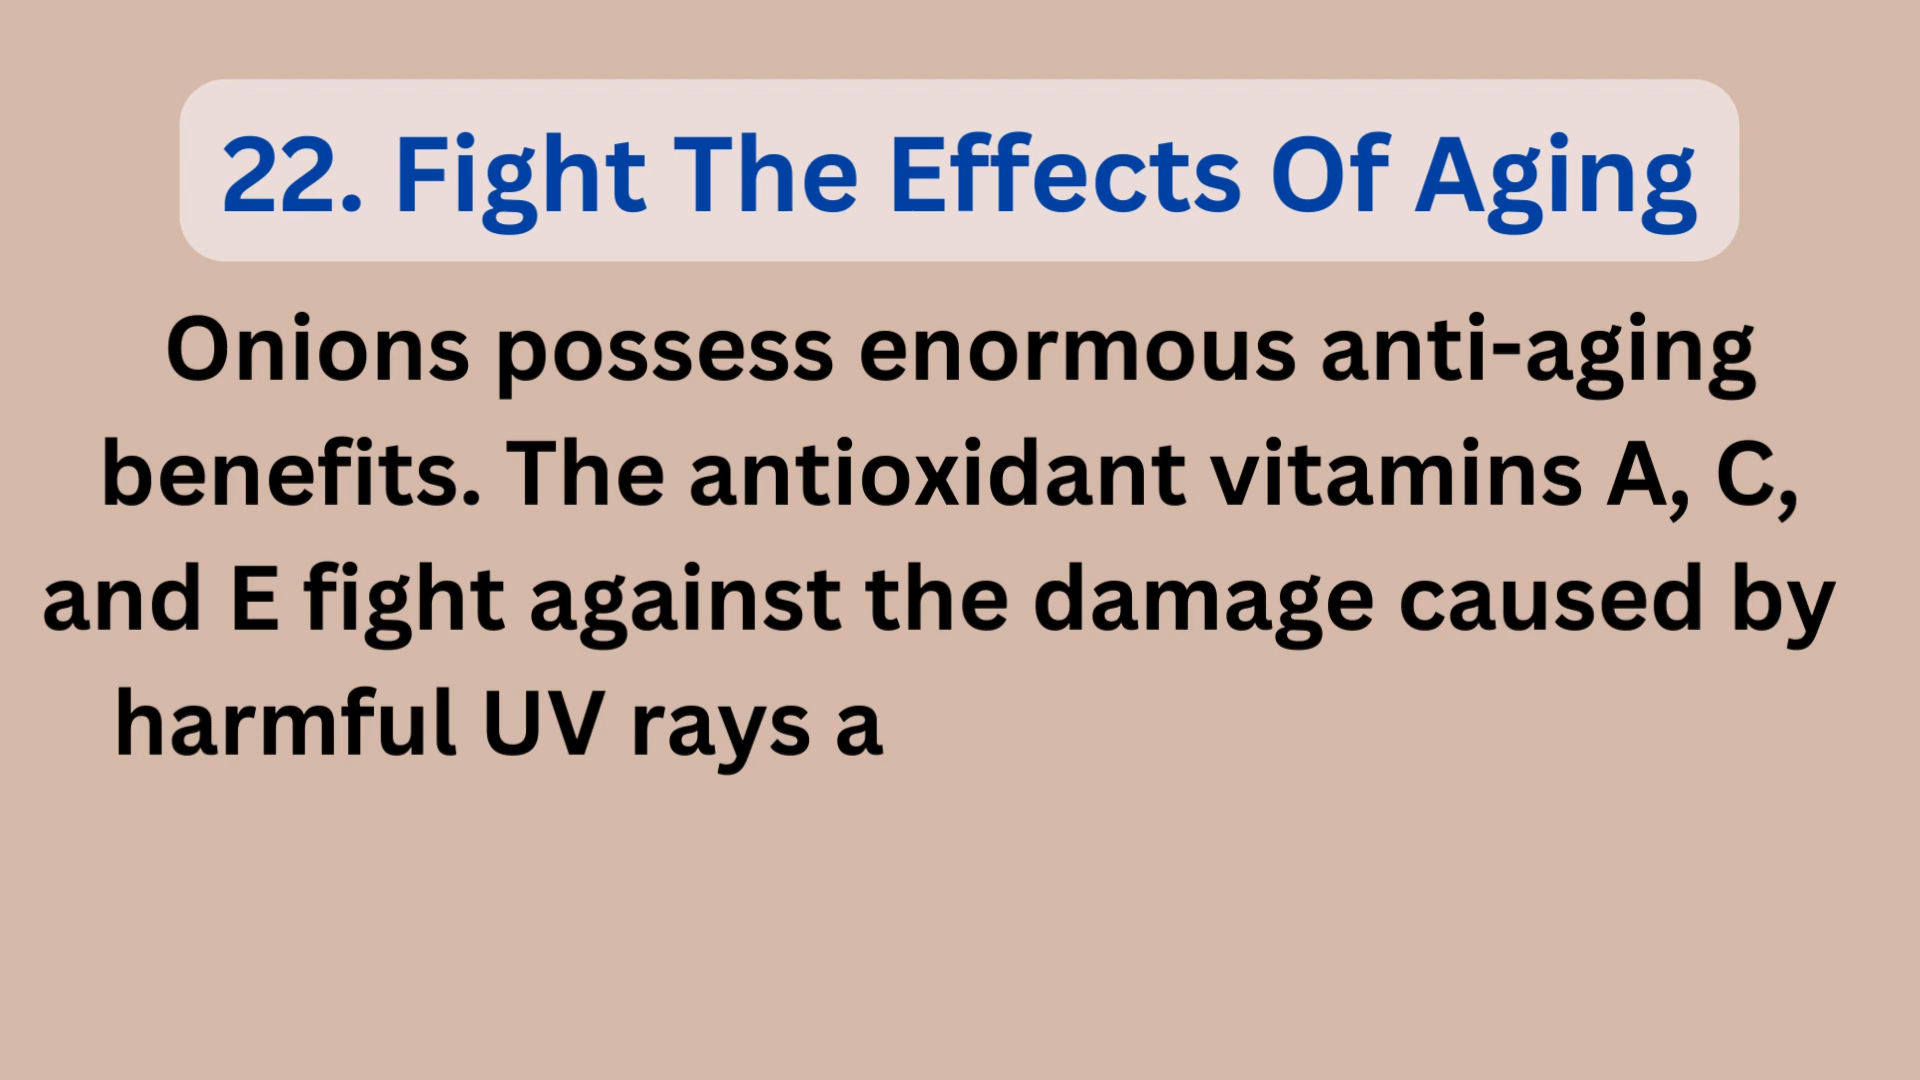 22. Fight The Effects Of Aging
Onions possess enormous anti-aging
benefits. The antioxidant vitamins A, C,
and E fight against the damage caused by
harmful UV rays a